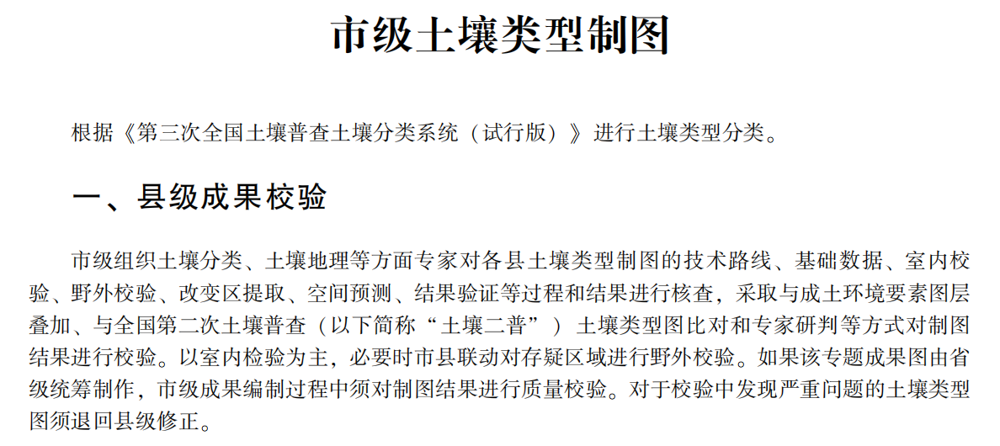 市级土壤类型制图
根据《第三次全国土壤普查土壤分类系统（试行版）》进行土壤类型分类。
一、县级成果校验
市级组织土壤分类、土壤地理等方面专家对各县土壤类型制图的技术路线、基础数据、室内校
验、野外校验、改变区提取、空间预测、结果验证等过程和结果进行核查，采取与成土环境要素图层
叠加、与全国第二次土壤普查（以下简称“土壤二普”）土壤类型图比对和专家研判等方式对制图
结果进行校验。以室内检验为主，必要时市县联动对存疑区域进行野外校验。如果该专题成果图由省
级统筹制作，市级成果编制过程中须对制图结果进行质量校验。对于校验中发现严重问题的土壤类型
图须退回县级修正。